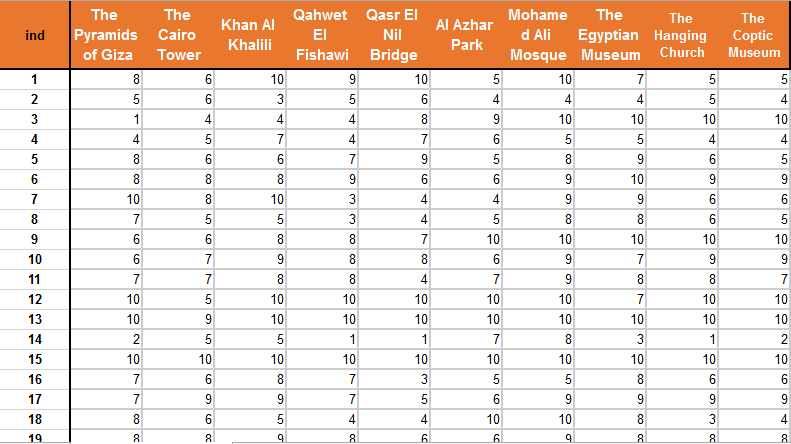 ind The Pyramids of Giza The Cairo Tower Khan Al Khalili Qahwet El Fishawi Qasr El Nil Bridge Al Azhar Park Mohame d Ali Mosque The Egyptian Museum The Hanging Church The Coptic Museum
1 8 6 10 9 10 5 10 7 5 5
2 5 6 3 5 6 4 4 4 5 4
3 1 4 4 4 8 9 10 10 10 10
4 4 5 7 4 7 6 5 5 4 4
5 8 6 6 7 9 5 8 9 6 5
6 8 8 8 9 6 6 9 10 9 9
7 10 8 10 3 4 4 9 9 6 6
8 7 5 5 3 4 5 8 8 6 5
9 6 6 8 8 7 10 10 10 10 10
10 6 7 9 8 8 6 9 7 9 9
11 7 7 8 8 4 7 9 8 8 7
12 10 5 10 10 10 10 10 7 10 10
13 10 9 10 10 10 10 10 10 10 10
14 2 5 5 1 1 7 8 3 1 2
15 10 10 10 10 10 10 10 10 10 10
16 7 6 8 7 3 5 5 8 6 6
17 7 9 9 7 5 6 9 9 9 9
18 8 6 5 4 4 10 10 8 3 4
19 8 8 9 8 6 6 9 8 8 8